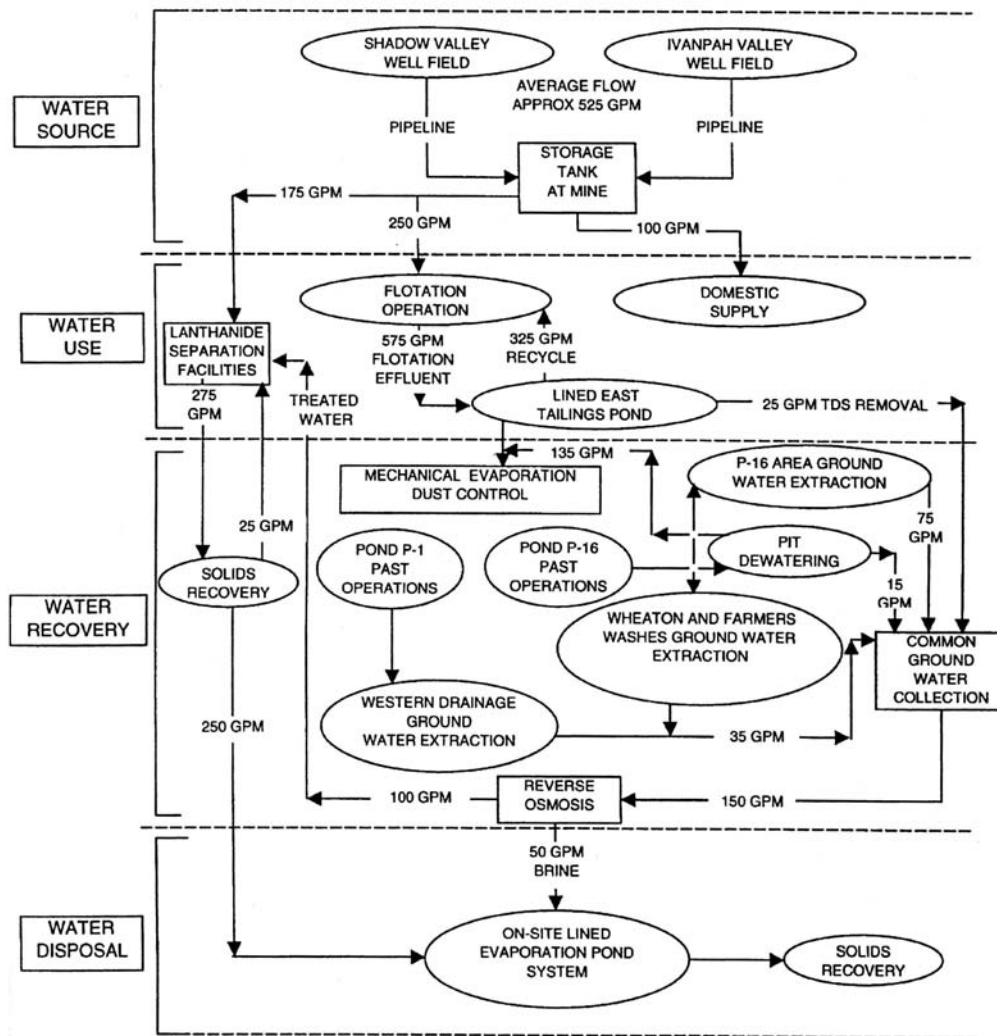 SHADOW VALLEY
WELL FIELD
IVANPAH VALLEY
WELL FIELD
AVERAGE FLOW
APPROX 525 GPM
WATER
SOURCE
PIPELINE
PIPELINE
STORAGE
TANK
AT MINE
175 GPM
250 GPM
100 GPM
FLOTATION
OPERATION
DOMESTIC
SUPPLY
WATER
USE
LANTHANIDE
SEPARATION
FACILITIES
575 GPM
FLOTATION
EFFLUENT
325 GPM
RECYCLE
275
GPM
TREATED
WATER
LINED EAST
TAILINGS POND
25 GPM TDS REMOVAL
135 GPM
MECHANICAL EVAPORATION
DUST CONTROL
P-16 AREA GROUND
WATER EXTRACTION
25 GPM
75
GPM
POND P-1
PAST
OPERATIONS
POND P-16
PAST
OPERATIONS
PIT
DEWATERING
SOLIDS
RECOVERY
15
GPM
WATER
RECOVERY
WHEATON AND FARMERS
WASHES GROUND WATER
EXTRACTION
COMMON
GROUND
WATER
COLLECTION
WESTERN DRAINAGE
GROUND
WATER EXTRACTION
250 GPM
35 GPM
100 GPM
REVERSE
OSMOSIS
150 GPM
50 GPM
BRINE
WATER
DISPOSAL
ON-SITE LINED
EVAPORATION POND
SYSTEM
SOLIDS
RECOVERY